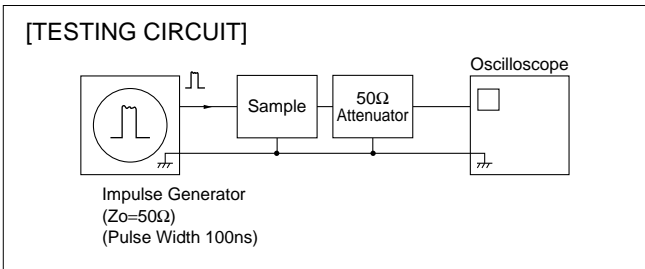 [TESTING CIRCUIT]
Oscilloscope
Sample
50Ω
Attenuator
Impulse Generator
(Zo=50Ω)
(Pulse Width 100ns)